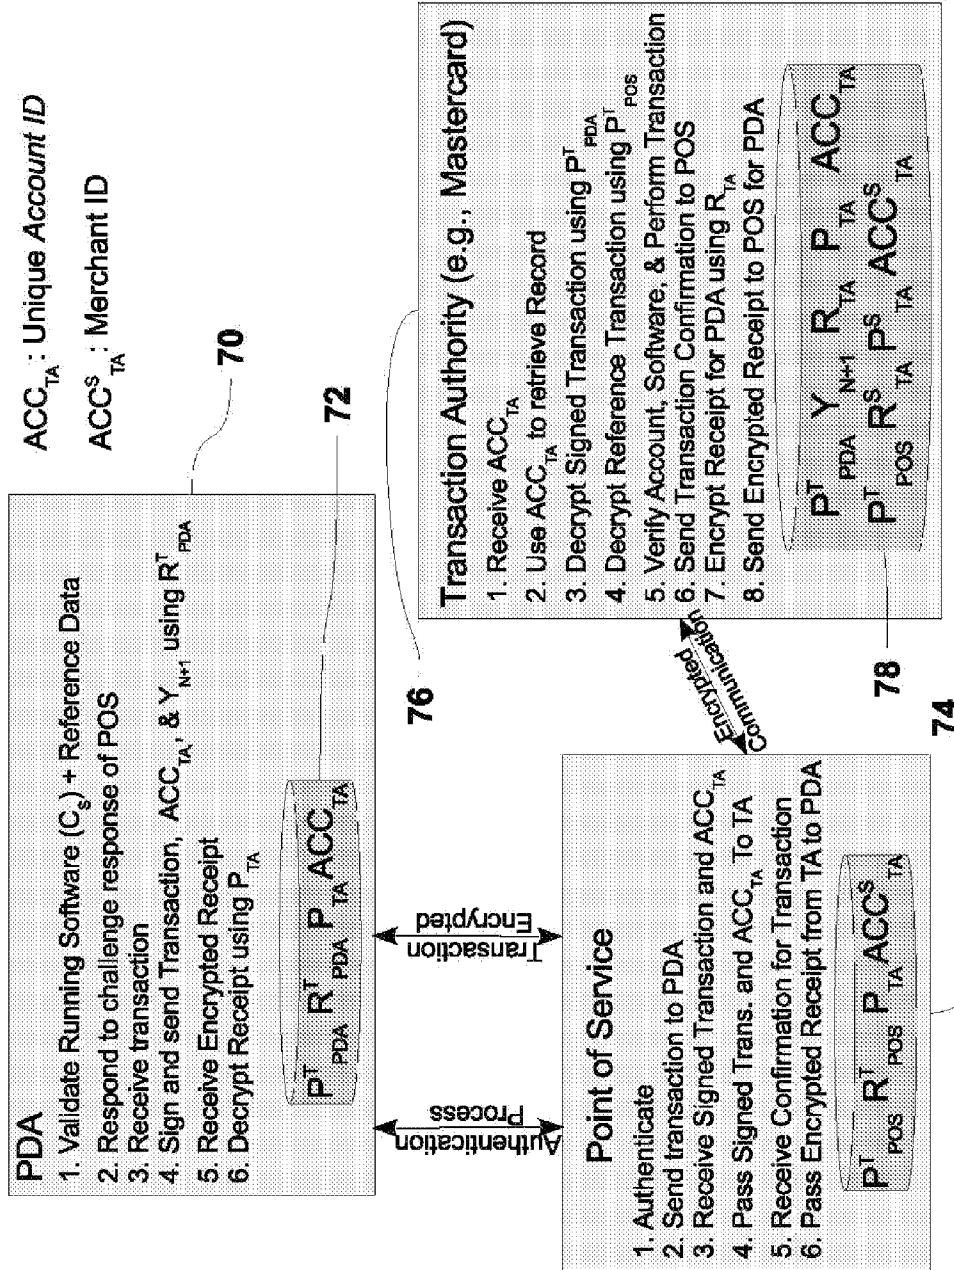 PDA
1. Validate Running Software (C_S) + Reference Data
2. Respond to challenge response of POS
3. Receive transaction
4. Sign and send Transaction, ACC_TA, & Y_N+1 using R^T_PDA
5. Receive Encrypted Receipt
6. Decrypt Receipt using P_TA
P^T_PDA R^T_PDA P_TA ACC_TA
ACC_TA : Unique Account ID
ACC^S_TA : Merchant ID
70
72
Authentication
Process
Transaction
Encrypted
Point of Service
1. Authenticate
2. Send transaction to PDA
3. Receive Signed Transaction and ACC_TA
4. Pass Signed Trans. and ACC_TA To TA
5. Receive Confirmation for Transaction
6. Pass Encrypted Receipt from TA to PDA
P^T_POS R^T_POS P_TA ACC^S_TA
74
Encrypted
Communication
76
Transaction Authority (e.g., Mastercard)
1. Receive ACC_TA
2. Use ACC_TA to retrieve Record
3. Decrypt Signed Transaction using P^T_PDA
4. Decrypt Reference Transaction using P^T_POS
5. Verify Account, Software, & Perform Transaction
6. Send Transaction Confirmation to POS
7. Encrypt Receipt for PDA using R_TA
8. Send Encrypted Receipt to POS for PDA
P^T_PDA Y_N+1 R_TA P_TA ACC_TA
P^T_POS R^S_TA P^S_TA ACC^S_TA
78